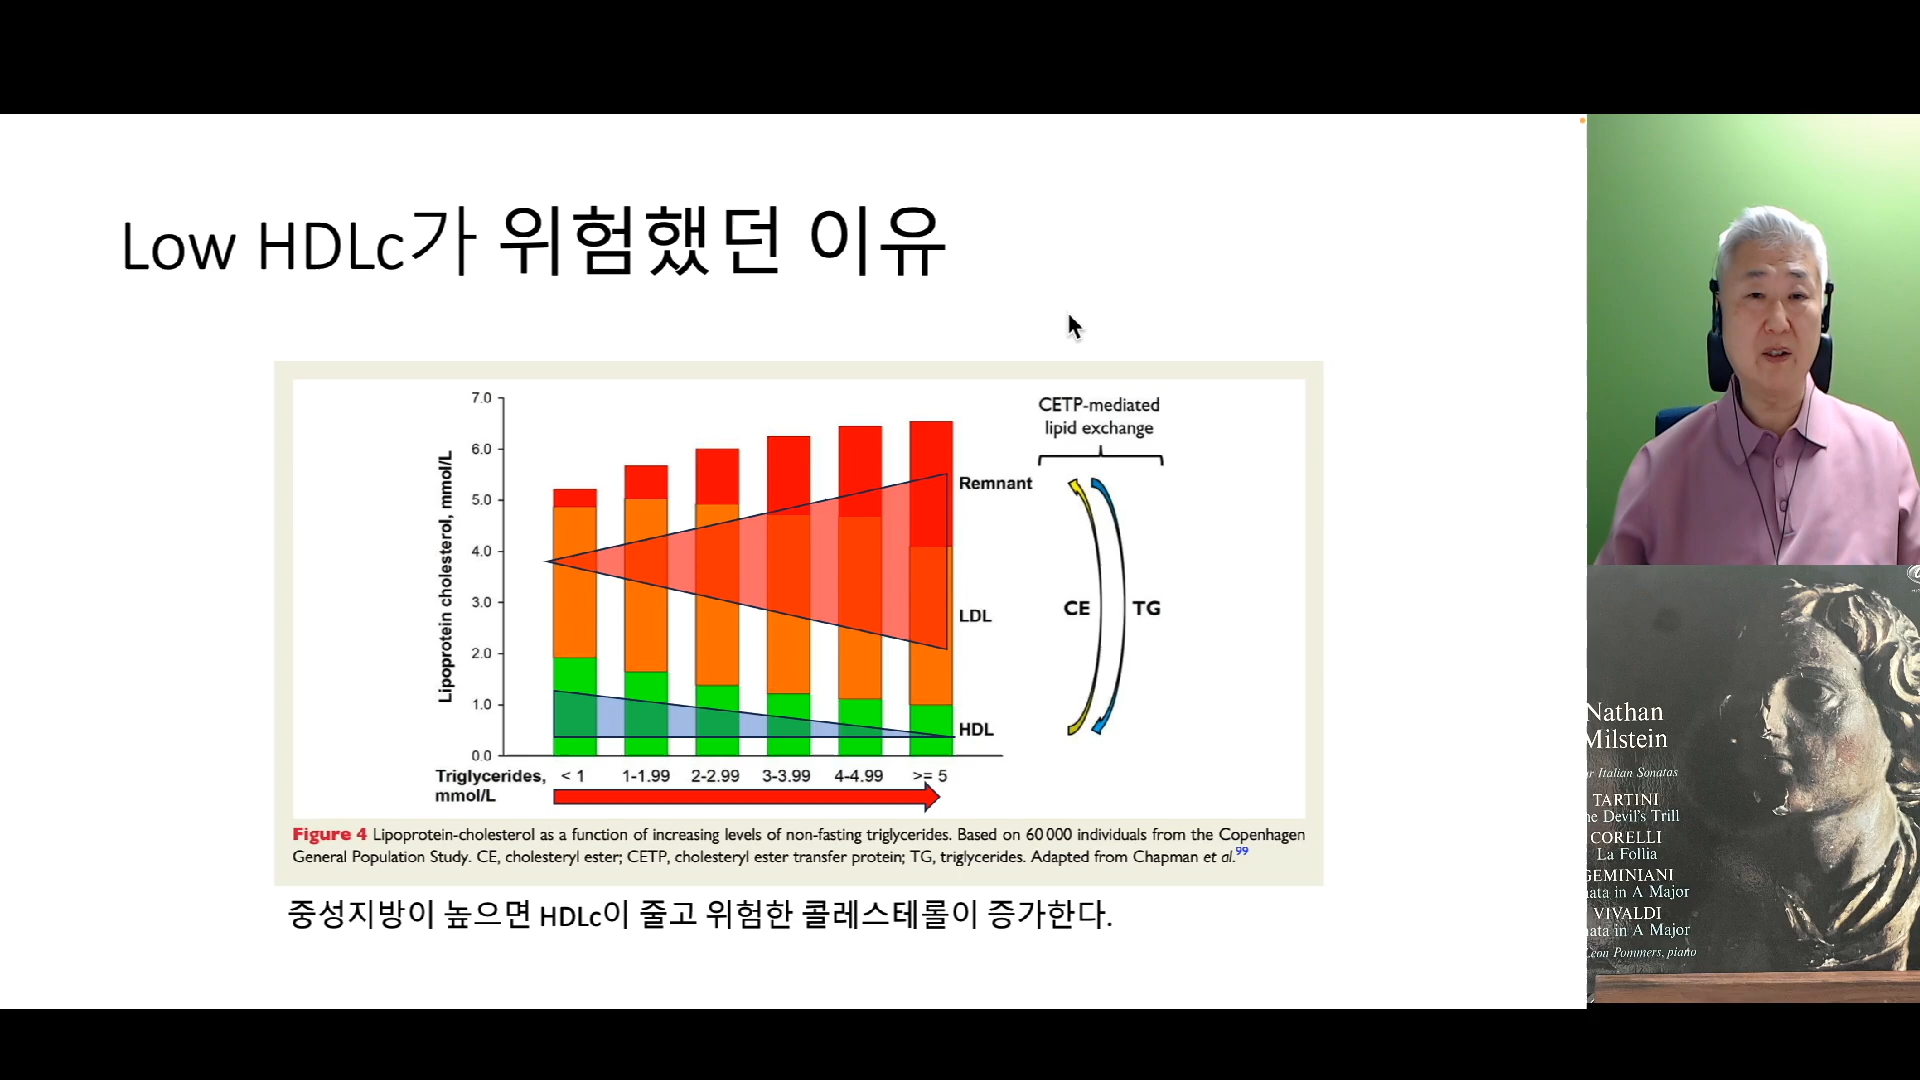 Low HDLc가 위험했던 이유
7.0
6.0
5.0
4.0
3.0
2.0
1.0
0.0
Lipoprotein cholesterol, mmol/L
Remnant
LDL
HDL
CETP-mediated
lipid exchange
CE
TG
Triglycerides, < 1 1-1.99 2-2.99 3-3.99 4-4.99 >= 5
mmol/L
Figure 4 Lipoprotein-cholesterol as a function of increasing levels of non-fasting triglycerides. Based on 60 000 individuals from the Copenhagen
General Population Study. CE, cholesteryl ester; CETP, cholesteryl ester transfer protein; TG, triglycerides. Adapted from Chapman et al.99
중성지방이 높으면 HDLc이 줄고 위험한 콜레스테롤이 증가한다.
Nathan
Milstein
Italian Sonatas
TARTINI
Devil's Trill
CORELLI
La Follia
GEMINIANI
in A Major
VIVALDI
in A Major
Leon Pommers, piano